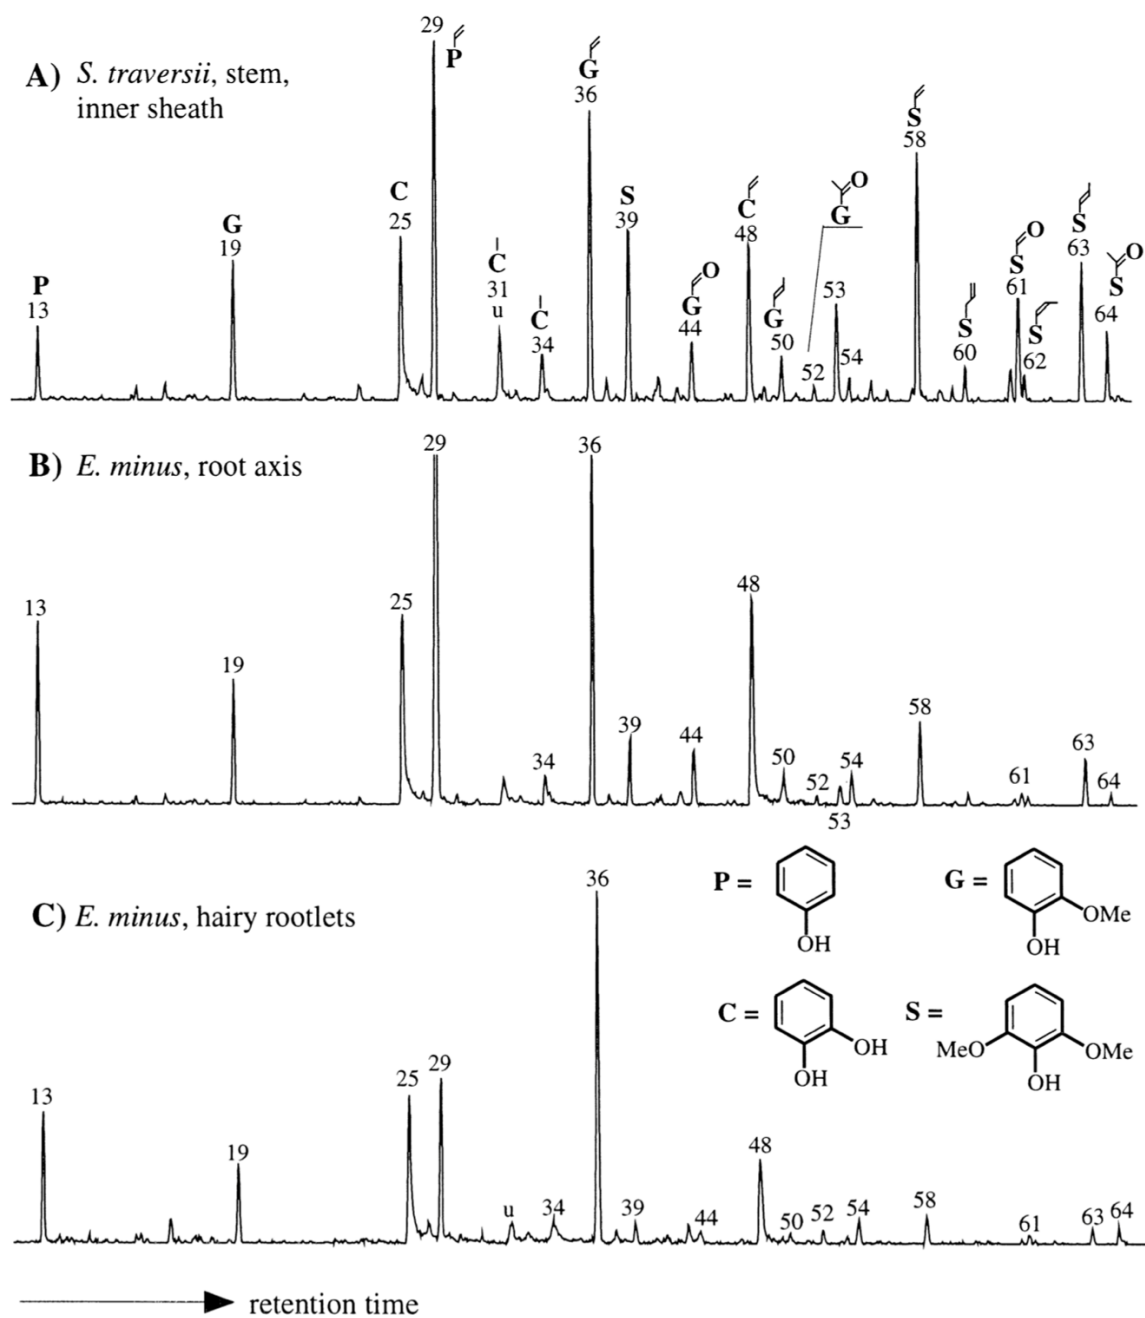 29
P
A) S. traversii, stem,
inner sheath
G
36
S
58
C
25
S
39
C
48
O
G
G
19
C
31
u
C
34
O
G
44
G
50
53
52
54
S
60
O
S
61
S
62
S
63
O
S
64
P
13
B) E. minus, root axis
29
36
13
25
19
34
39
44
48
50
52
53
54
58
61
63
64
P =
OH
G =
OMe
OH
C =
OH
OH
S =
MeO
OMe
OH
C) E. minus, hairy rootlets
36
13
19
25
29
u
34
39
44
48
50
52
54
58
61
63
64
retention time